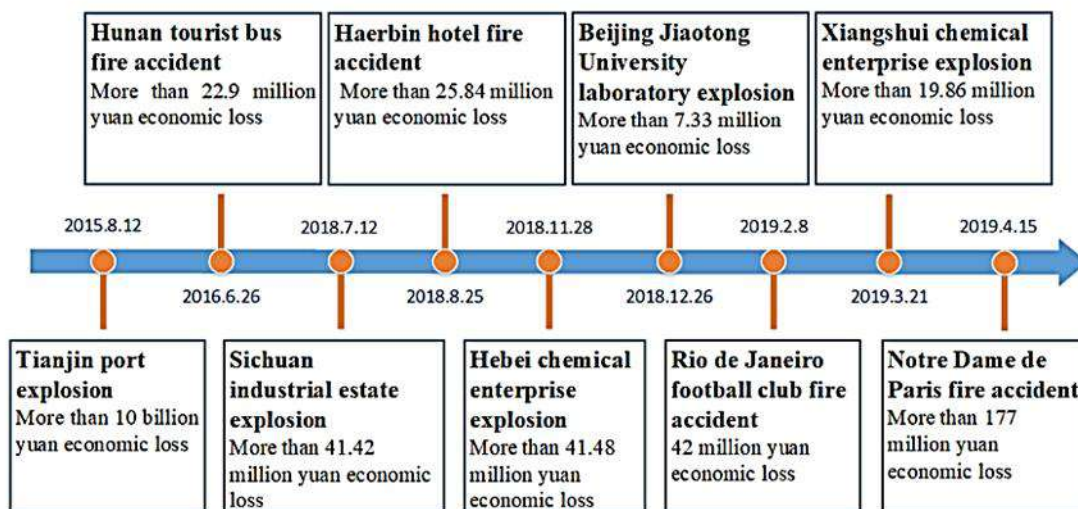 Hunan tourist bus
fire accident
More than 22.9 million
yuan economic loss
Haerbin hotel fire
accident
More than 25.84 million
yuan economic loss
Beijing Jiaotong
University
laboratory explosion
More than 7.33 million
yuan economic loss
Xiangshui chemical
enterprise explosion
More than 19.86 million
yuan economic loss
2015.8.12
2018.7.12
2018.11.28
2019.2.8
2019.4.15
2016.6.26
2018.8.25
2018.12.26
2019.3.21
Tianjin port
explosion
More than 10 billion
yuan economic loss
Sichuan
industrial estate
explosion
More than 41.42
million yuan economic
loss
Hebei chemical
enterprise
explosion
More than 41.48
million yuan
economic loss
Rio de Janeiro
football club fire
accident
42 million yuan
economic loss
Notre Dame de
Paris fire accident
More than 177
million yuan
economic loss